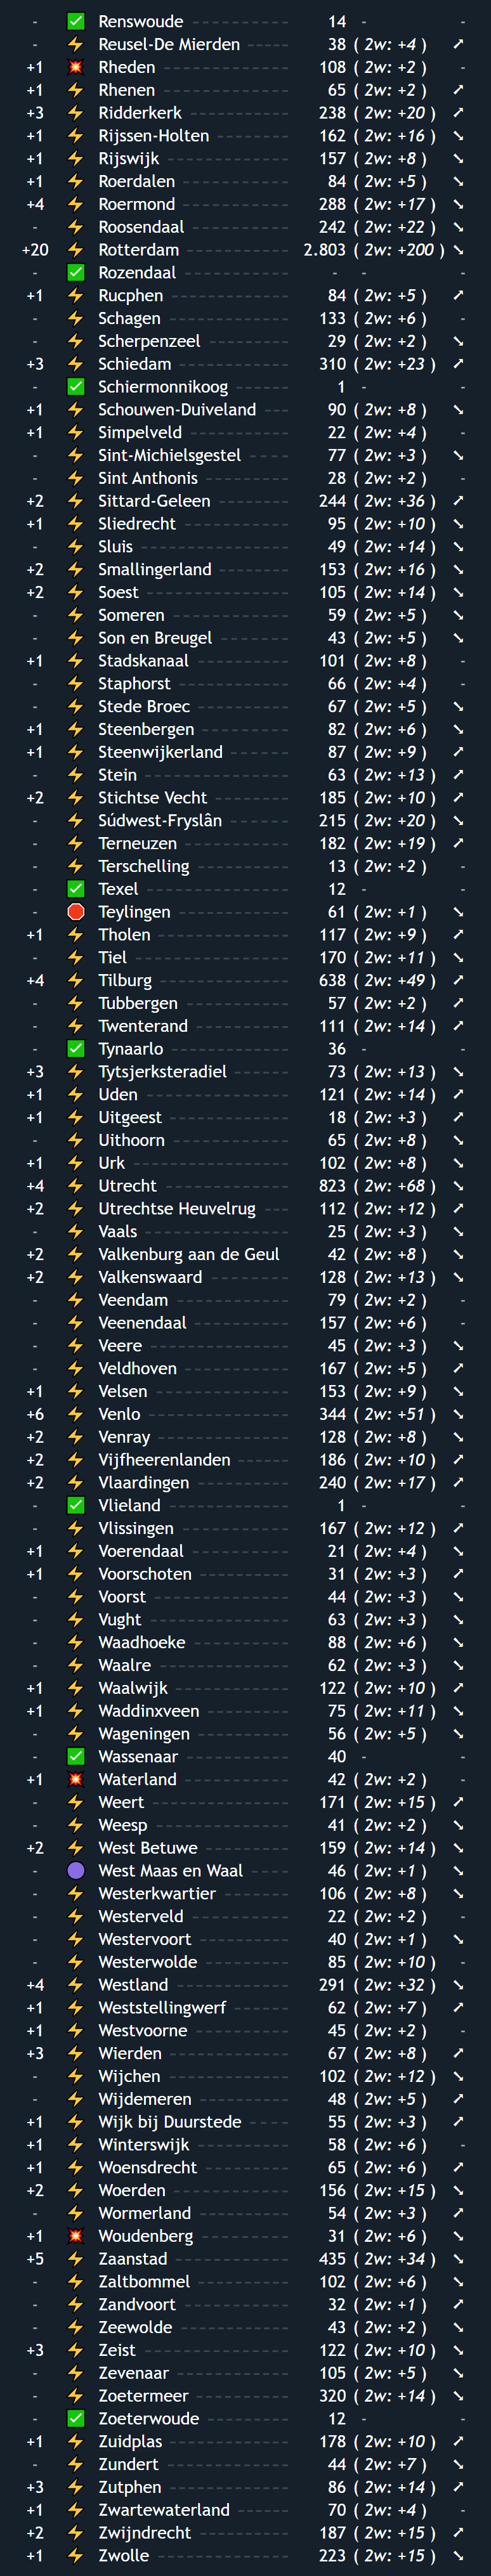 - ✅ Renswoude 14 - -
- ⚡ Reusel-De Mierden 38 ( 2w: +4 ) ➚
+1 💥 Rheden 108 ( 2w: +2 ) -
+1 ⚡ Rhenen 65 ( 2w: +2 ) ➚
+3 ⚡ Ridderkerk 238 ( 2w: +20 ) ➚
+1 ⚡ Rijssen-Holten 162 ( 2w: +16 ) ➘
+1 ⚡ Rijswijk 157 ( 2w: +8 ) ➘
+1 ⚡ Roerdalen 84 ( 2w: +5 ) ➘
+4 ⚡ Roermond 288 ( 2w: +17 ) ➘
- ⚡ Roosendaal 242 ( 2w: +22 ) ➘
+20 ⚡ Rotterdam 2.803 ( 2w: +200 ) ➘
- ✅ Rozendaal - - -
+1 ⚡ Rucphen 84 ( 2w: +5 ) ➚
- ⚡ Schagen 133 ( 2w: +6 ) -
- ⚡ Scherpenzeel 29 ( 2w: +2 ) ➘
+3 ⚡ Schiedam 310 ( 2w: +23 ) ➚
- ✅ Schiermonnikoog 1 - -
+1 ⚡ Schouwen-Duiveland 90 ( 2w: +8 ) ➘
+1 ⚡ Simpelveld 22 ( 2w: +4 ) -
- ⚡ Sint-Michielsgestel 77 ( 2w: +3 ) ➘
- ⚡ Sint Anthonis 28 ( 2w: +2 ) -
+2 ⚡ Sittard-Geleen 244 ( 2w: +36 ) ➚
+1 ⚡ Sliedrecht 95 ( 2w: +10 ) ➘
- ⚡ Sluis 49 ( 2w: +14 ) ➘
+2 ⚡ Smallingerland 153 ( 2w: +16 ) ➘
+2 ⚡ Soest 105 ( 2w: +14 ) ➘
- ⚡ Someren 59 ( 2w: +5 ) ➘
- ⚡ Son en Breugel 43 ( 2w: +5 ) ➘
+1 ⚡ Stadskanaal 101 ( 2w: +8 ) -
- ⚡ Staphorst 66 ( 2w: +4 ) -
- ⚡ Stede Broec 67 ( 2w: +5 ) ➘
+1 ⚡ Steenbergen 82 ( 2w: +6 ) ➘
+1 ⚡ Steenwijkerland 87 ( 2w: +9 ) ➚
- ⚡ Stein 63 ( 2w: +13 ) ➚
+2 ⚡ Stichtse Vecht 185 ( 2w: +10 ) ➚
- ⚡ Súdwest-Fryslân 215 ( 2w: +20 ) ➘
- ⚡ Terneuzen 182 ( 2w: +19 ) ➚
- ⚡ Terschelling 13 ( 2w: +2 ) -
- ✅ Texel 12 - -
- 🛑 Teylingen 61 ( 2w: +1 ) ➘
+1 ⚡ Tholen 117 ( 2w: +9 ) ➚
- ⚡ Tiel 170 ( 2w: +11 ) ➘
+4 ⚡ Tilburg 638 ( 2w: +49 ) ➚
- ⚡ Tubbergen 57 ( 2w: +2 ) ➚
- ⚡ Twenterand 111 ( 2w: +14 ) ➚
- ✅ Tynaarlo 36 - -
+3 ⚡ Tytsjerksteradiel 73 ( 2w: +13 ) ➘
+1 ⚡ Uden 121 ( 2w: +14 ) ➚
+1 ⚡ Uitgeest 18 ( 2w: +3 ) ➚
- ⚡ Uithoorn 65 ( 2w: +8 ) ➘
+1 ⚡ Urk 102 ( 2w: +8 ) ➘
+4 ⚡ Utrecht 823 ( 2w: +68 ) ➘
+2 ⚡ Utrechtse Heuvelrug 112 ( 2w: +12 ) ➚
- ⚡ Vaals 25 ( 2w: +3 ) ➘
+2 ⚡ Valkenburg aan de Geul 42 ( 2w: +8 ) ➘
+2 ⚡ Valkenswaard 128 ( 2w: +13 ) ➘
- ⚡ Veendam 79 ( 2w: +2 ) -
- ⚡ Veenendaal 157 ( 2w: +6 ) -
- ⚡ Veere 45 ( 2w: +3 ) ➘
- ⚡ Veldhoven 167 ( 2w: +5 ) ➚
+1 ⚡ Velsen 153 ( 2w: +9 ) ➘
+6 ⚡ Venlo 344 ( 2w: +51 ) ➘
+2 ⚡ Venray 128 ( 2w: +8 ) ➘
+2 ⚡ Vijfheerenlanden 186 ( 2w: +10 ) ➚
+2 ⚡ Vlaardingen 240 ( 2w: +17 ) ➚
- ✅ Vlieland 1 - -
- ⚡ Vlissingen 167 ( 2w: +12 ) ➚
+1 ⚡ Voerendaal 21 ( 2w: +4 ) ➘
+1 ⚡ Voorschoten 31 ( 2w: +3 ) ➚
- ⚡ Voorst 44 ( 2w: +3 ) ➘
- ⚡ Vught 63 ( 2w: +3 ) ➘
- ⚡ Waadhoeke 88 ( 2w: +6 ) ➘
- ⚡ Waalre 62 ( 2w: +3 ) ➘
+1 ⚡ Waalwijk 122 ( 2w: +10 ) ➚
+1 ⚡ Waddinxveen 75 ( 2w: +11 ) ➘
- ⚡ Wageningen 56 ( 2w: +5 ) ➘
- ✅ Wassenaar 40 - -
+1 💥 Waterland 42 ( 2w: +2 ) -
- ⚡ Weert 171 ( 2w: +15 ) ➚
- ⚡ Weesp 41 ( 2w: +2 ) ➘
+2 ⚡ West Betuwe 159 ( 2w: +14 ) ➘
- 🟣 West Maas en Waal 46 ( 2w: +1 ) ➘
- ⚡ Westerkwartier 106 ( 2w: +8 ) ➘
- ⚡ Westerveld 22 ( 2w: +2 ) -
- ⚡ Westervoort 40 ( 2w: +1 ) ➘
- ⚡ Westerwolde 85 ( 2w: +10 ) -
+4 ⚡ Westland 291 ( 2w: +32 ) ➘
+1 ⚡ Weststellingwerf 62 ( 2w: +7 ) ➚
+1 ⚡ Westvoorne 45 ( 2w: +2 ) -
+3 ⚡ Wierden 67 ( 2w: +8 ) ➚
- ⚡ Wijchen 102 ( 2w: +12 ) ➘
- ⚡ Wijdemeren 48 ( 2w: +5 ) ➚
+1 ⚡ Wijk bij Duurstede 55 ( 2w: +3 ) ➚
+1 ⚡ Winterswijk 58 ( 2w: +6 ) -
+1 ⚡ Woensdrecht 65 ( 2w: +6 ) ➚
+2 ⚡ Woerden 156 ( 2w: +15 ) ➘
- ⚡ Wormerland 54 ( 2w: +3 ) ➚
+1 💥 Woudenberg 31 ( 2w: +6 ) ➘
+5 ⚡ Zaanstad 435 ( 2w: +34 ) ➘
- ⚡ Zaltbommel 102 ( 2w: +6 ) ➘
- ⚡ Zandvoort 32 ( 2w: +1 ) ➚
- ⚡ Zeewolde 43 ( 2w: +2 ) ➘
+3 ⚡ Zeist 122 ( 2w: +10 ) ➘
- ⚡ Zevenaar 105 ( 2w: +5 ) ➘
- ⚡ Zoetermeer 320 ( 2w: +14 ) ➘
- ✅ Zoeterwoude 12 - -
+1 ⚡ Zuidplas 178 ( 2w: +10 ) ➚
- ⚡ Zundert 44 ( 2w: +7 ) ➘
+3 ⚡ Zutphen 86 ( 2w: +14 ) ➚
+1 ⚡ Zwartewaterland 70 ( 2w: +4 ) -
+2 ⚡ Zwijndrecht 187 ( 2w: +15 ) ➚
+1 ⚡ Zwolle 223 ( 2w: +15 ) ➘